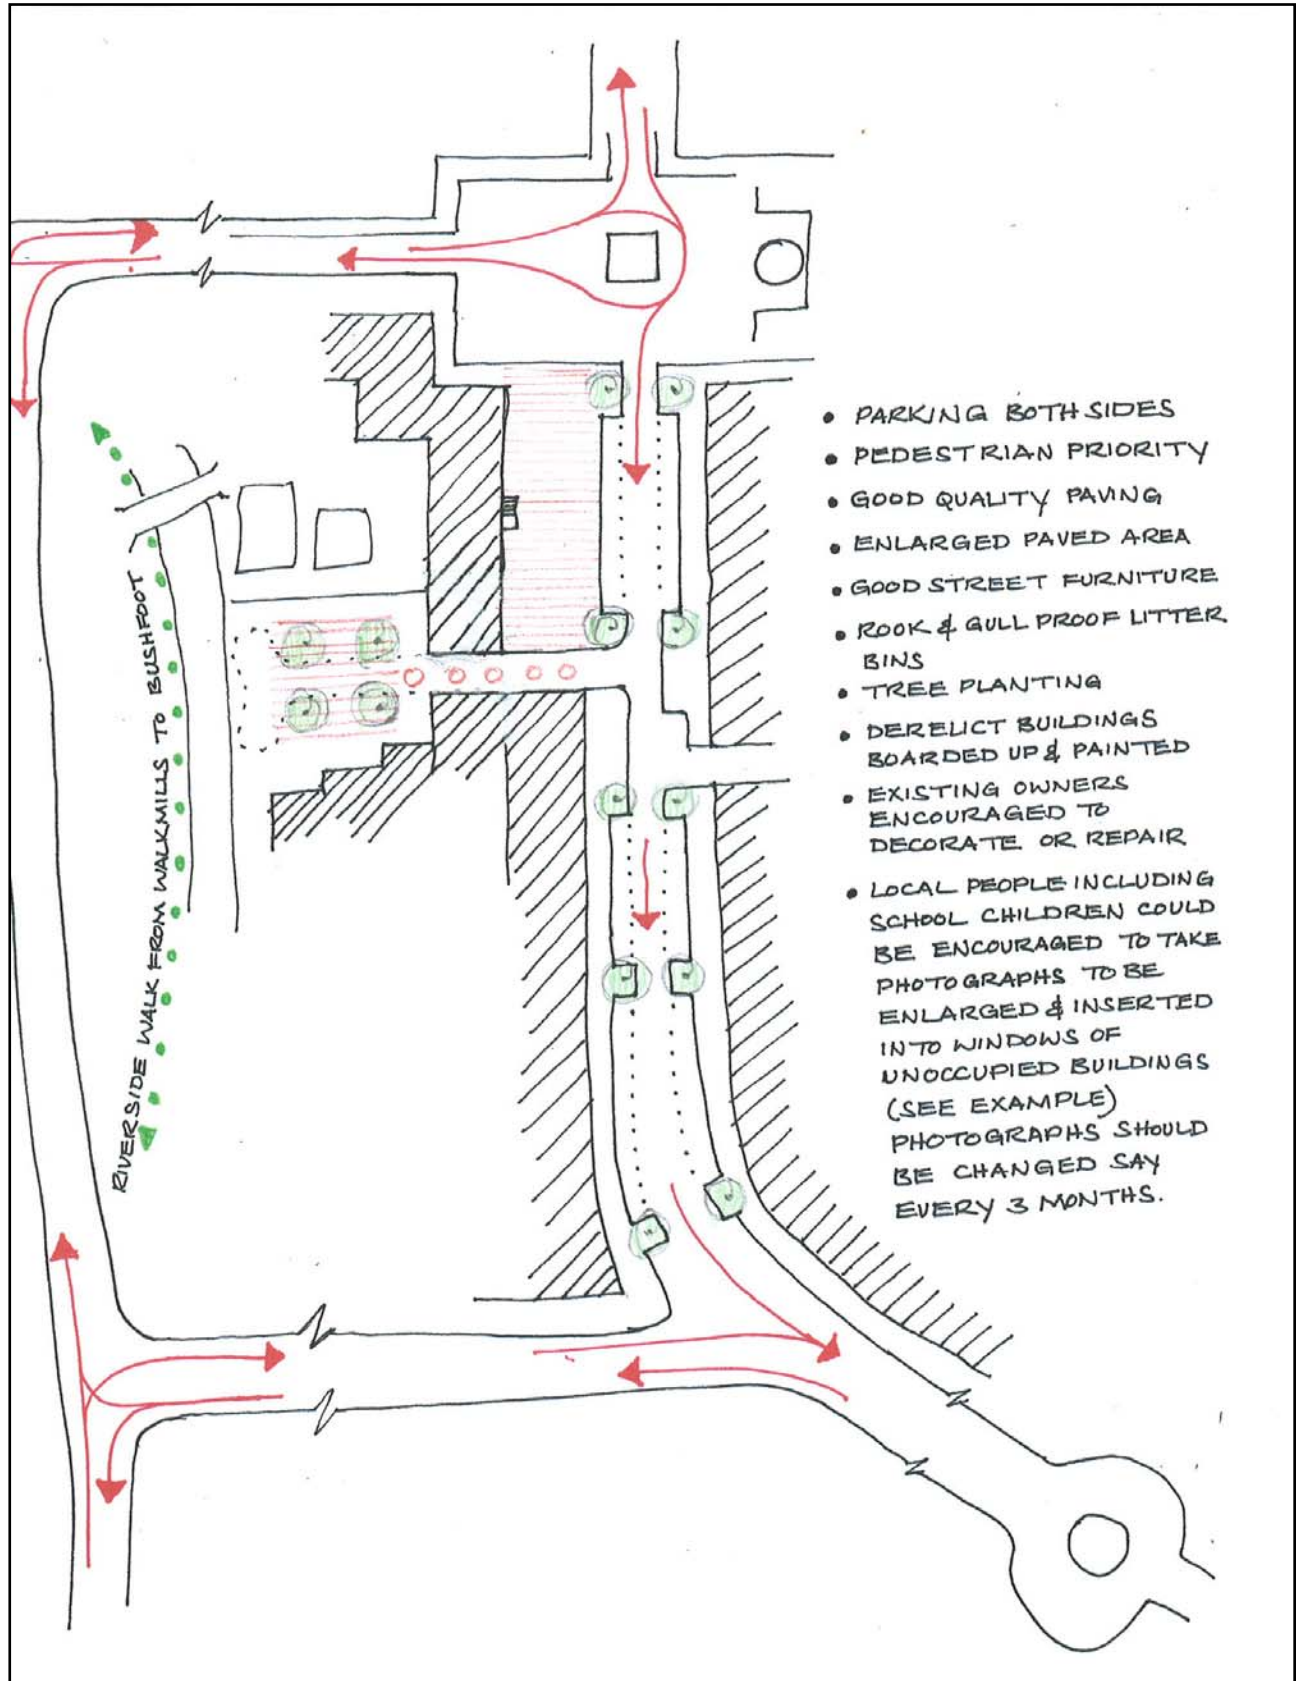 • PARKING BOTH SIDES
• PEDESTRIAN PRIORITY
• GOOD QUALITY PAVING
• ENLARGED PAVED AREA
• GOOD STREET FURNITURE
• ROOK & GULL PROOF LITTER
BINS
• TREE PLANTING
• DERELICT BUILDINGS
BOARDED UP & PAINTED
• EXISTING OWNERS
ENCOURAGED TO
DECORATE OR REPAIR
• LOCAL PEOPLE INCLUDING
SCHOOL CHILDREN COULD
BE ENCOURAGED TO TAKE
PHOTOGRAPHS TO BE
ENLARGED & INSERTED
INTO WINDOWS OF
UNOCCUPIED BUILDINGS
(SEE EXAMPLE)
PHOTOGRAPHS SHOULD
BE CHANGED SAY
EVERY 3 MONTHS.
RIVERSIDE WALK FROM WALKMILLS TO BUSHFOOT